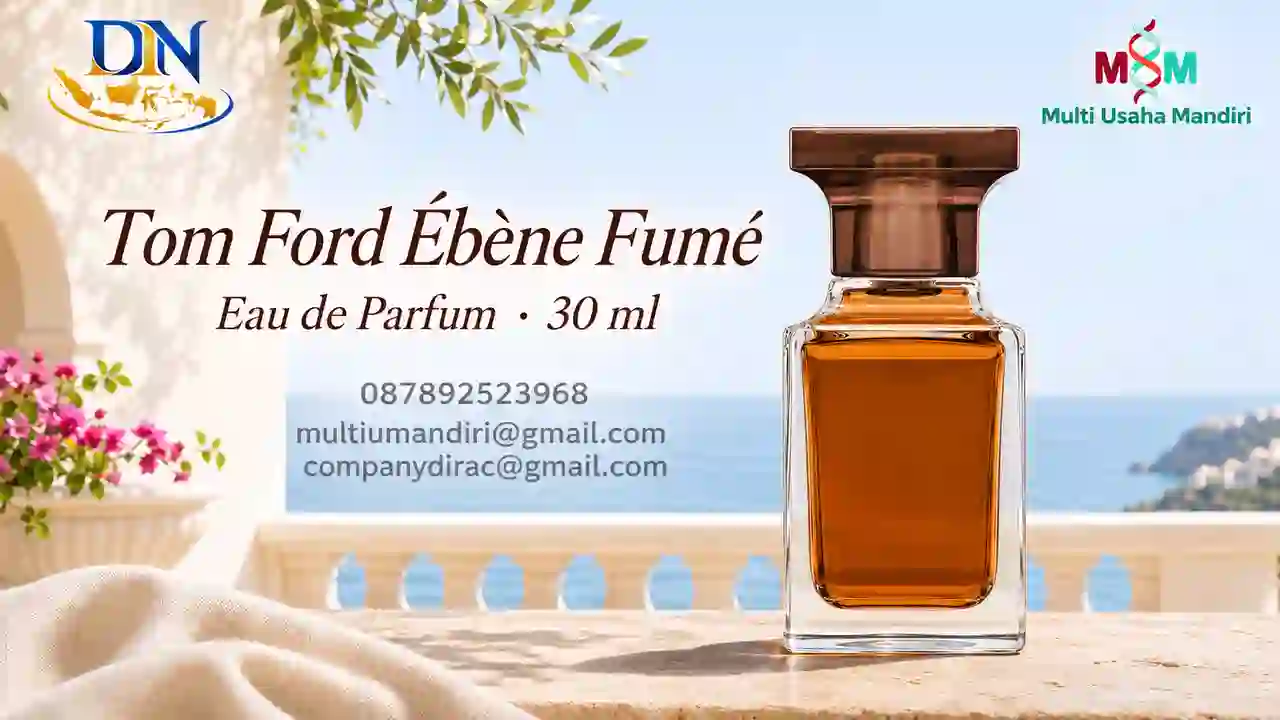 DN
M8M
Multi Usaha Mandiri
Tom Ford Ébène Fumé
Eau de Parfum · 30 ml
087892523968
multiumandiri@gmail.com
companydirac@gmail.com